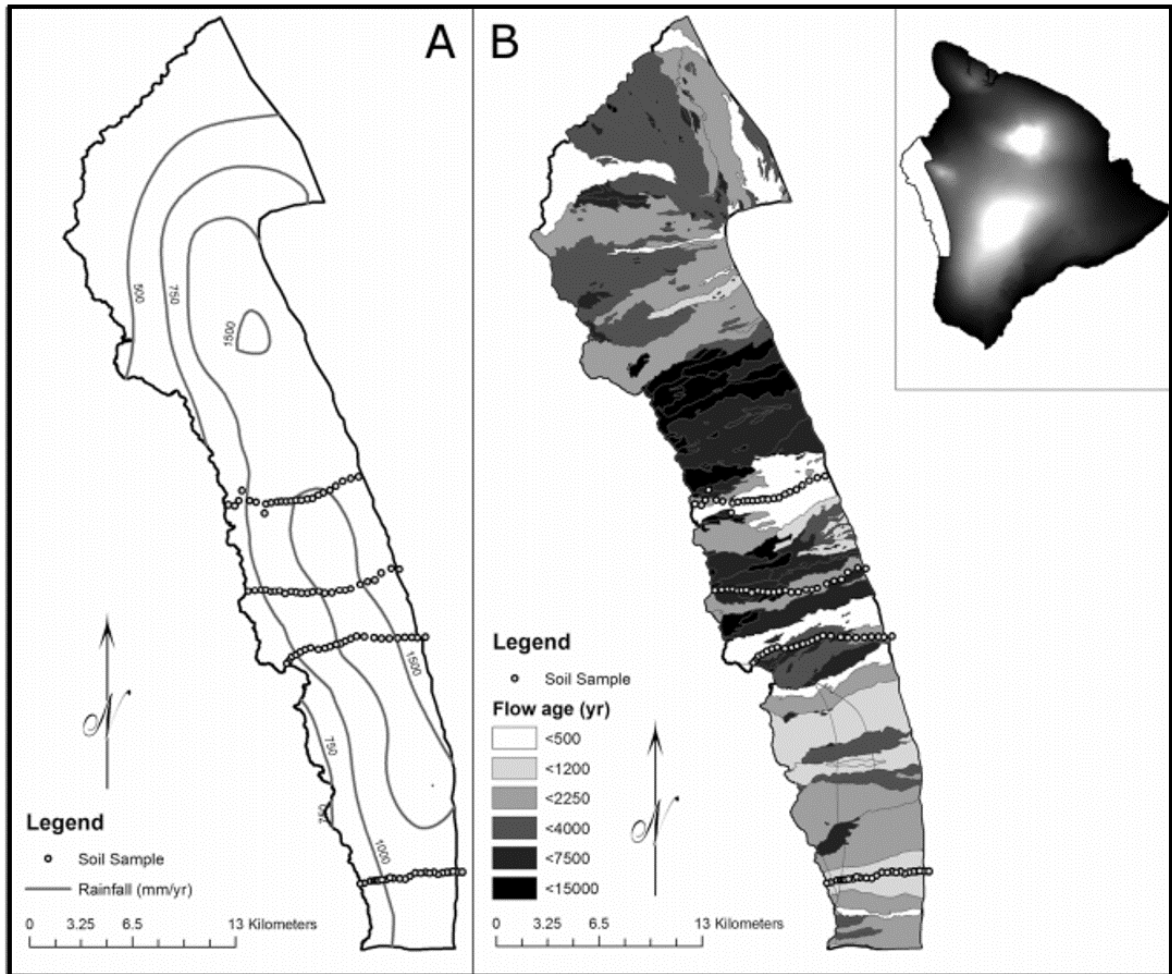 A
500
750
1500
1500
750
750
1000
N
Legend
Soil Sample
Rainfall (mm/yr)
0 3.25 6.5 13 Kilometers
B
Legend
Soil Sample
Flow age (yr)
<500
<1200
<2250
<4000
<7500
<15000
N
0 3.25 6.5 13 Kilometers